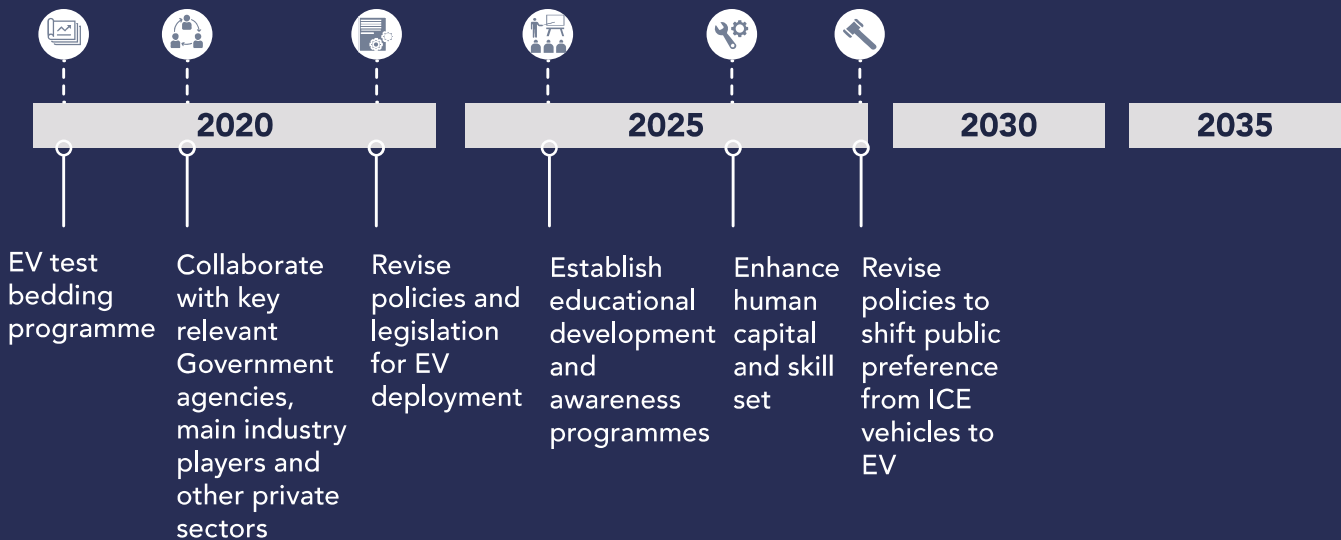 2020
2025
2030
2035
EV test
bedding
programme
Collaborate
with key
relevant
Government
agencies,
main industry
players and
other private
sectors
Revise
policies and
legislation
for EV
deployment
Establish
educational
development
and
awareness
programmes
Enhance
human
capital
and skill
set
Revise
policies to
shift public
preference
from ICE
vehicles to
EV